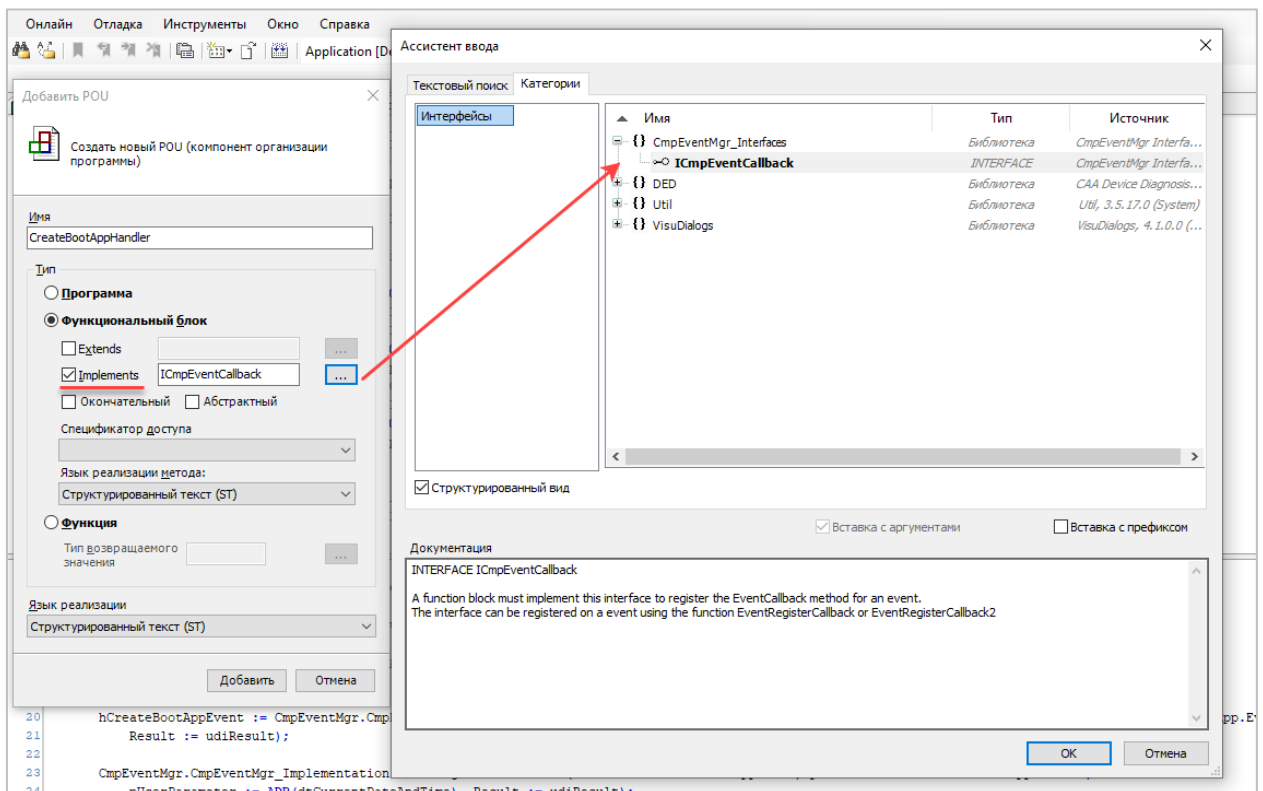 Онлайн Отладка Инструменты Окно Справка
Application [De
Добавить POU
Создать новый POU (компонент организации
программы)
Имя
CreateBootAppHandler
Тип
Программа
Функциональный блок
Extends ...
Implements ICmpEventCallback ...
Окончательный Абстрактный
Спецификатор доступа
Язык реализации метода:
Структурированный текст (ST)
Функция
Тип возвращаемого
значения ...
Язык реализации
Структурированный текст (ST)
Добавить Отмена
Ассистент ввода
Текстовый поиск Категории
Интерфейсы
Имя Тип Источник
{} CmpEventMgr_Interfaces Библиотека CmpEventMgr Interfa...
ICmpEventCallback INTERFACE CmpEventMgr Interfa...
{} DED Библиотека CAA Device Diagnosis...
{} Util Библиотека Util, 3.5.17.0 (System)
{} VisuDialogs Библиотека VisuDialogs, 4.1.0.0 (...
Структурированный вид
Вставка с аргументами Вставка с префиксом
Документация
INTERFACE ICmpEventCallback
A function block must implement this interface to register the EventCallback method for an event.
The interface can be registered on a event using the function EventRegisterCallback or EventRegisterCallback2
OK Отмена
20 hCreateBootAppEvent := CmpEventMgr.Cmp pp.Ev
21 Result := udiResult);
22
23 CmpEventMgr.CmpEventMgr_Implementation